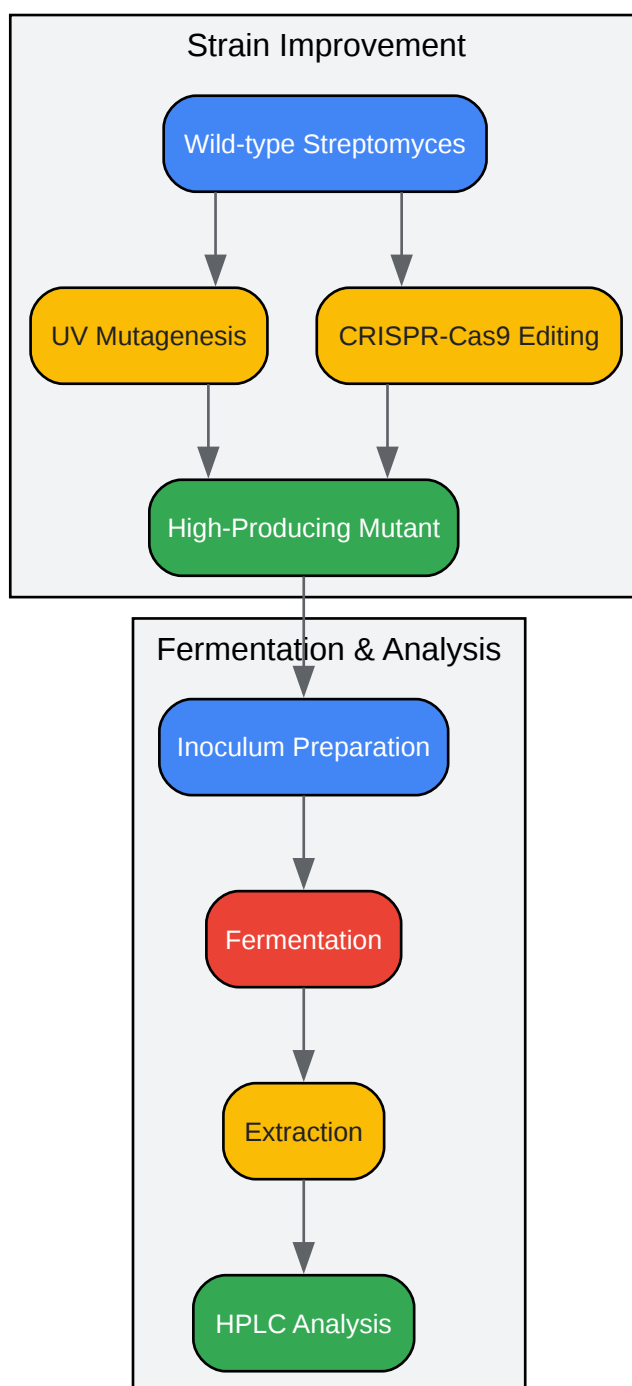 Strain Improvement
Wild-type Streptomyces
UV Mutagenesis
CRISPR-Cas9 Editing
High-Producing Mutant
Fermentation & Analysis
Inoculum Preparation
Fermentation
Extraction
HPLC Analysis